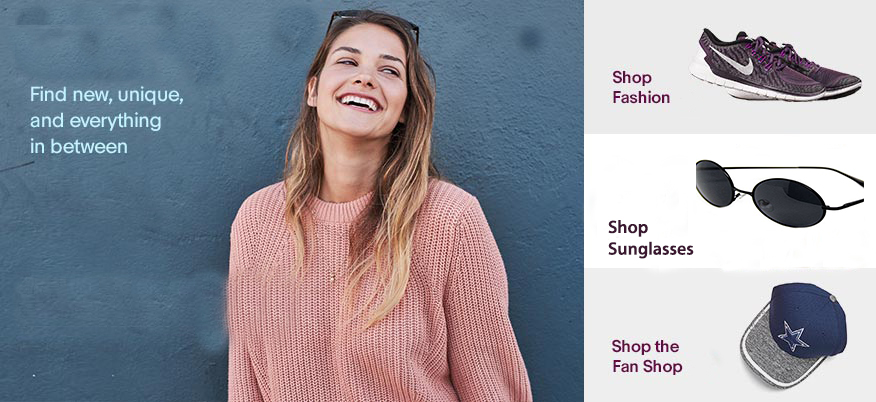 Find new, unique,
and everything
in between
Shop
Fashion
Shop
Sunglasses
Shop the
Fan Shop